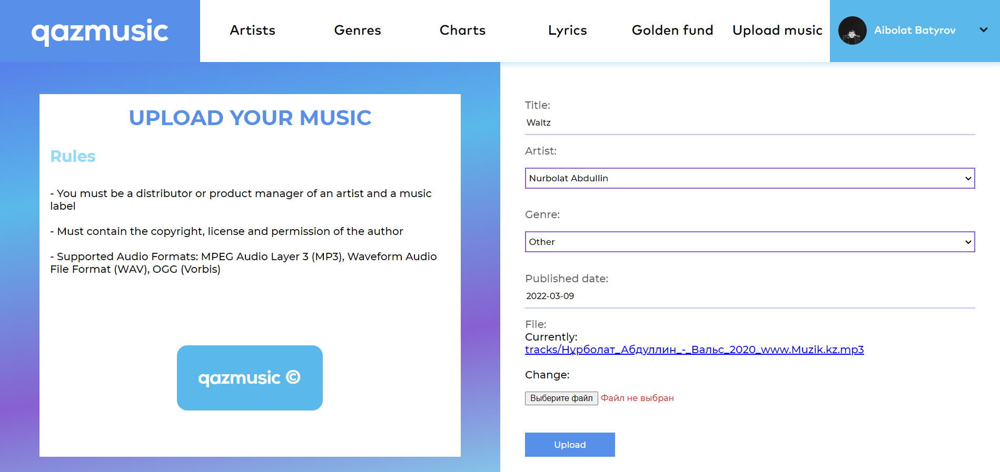 qazmusic
Artists
Genres
Charts
Lyrics
Golden fund
Upload music
Aibolat Batyrov
UPLOAD YOUR MUSIC
Rules
- You must be a distributor or product manager of an artist and a music
label
- Must contain the copyright, license and permission of the author
- Supported Audio Formats: MPEG Audio Layer 3 (MP3), Waveform Audio
File Format (WAV), OGG (Vorbis)
qazmusic ©
Title:
Waltz
Artist:
Nurbolat Abdullin
Genre:
Other
Published date:
2022-03-09
File:
Currently:
tracks/Нұрболат_Абдуллин_-_Вальс_2020_www.Muzik.kz.mp3
Change:
Выберите файл Файл не выбран
Upload